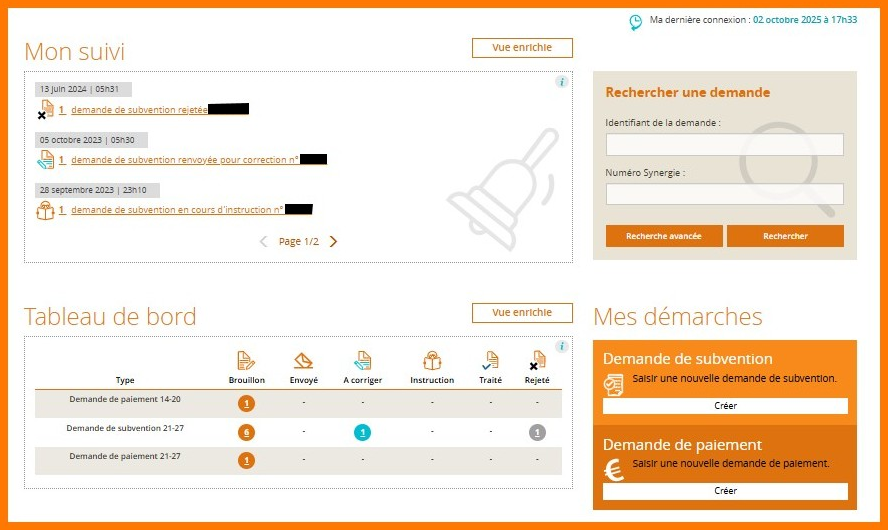 Ma dernière connexion : 02 octobre 2025 à 17h33
Mon suivi
Vue enrichie
13 juin 2024 | 05h31
1 demande de subvention rejetée
05 octobre 2023 | 05h30
1 demande de subvention renvoyée pour correction n°
28 septembre 2023 | 23h10
1 demande de subvention en cours d'instruction n°
Page 1/2
Rechercher une demande
Identifiant de la demande :
Numéro Synergie :
Recherche avancée
Rechercher
Tableau de bord
Vue enrichie
Type Brouillon Envoyé A corriger Instruction Traité Rejeté
Demande de paiement 14-20 1 - - - - -
Demande de subvention 21-27 6 - 1 - - 1
Demande de paiement 21-27 1 - - - - -
Mes démarches
Demande de subvention
Saisir une nouvelle demande de subvention.
Créer
Demande de paiement
Saisir une nouvelle demande de paiement.
Créer